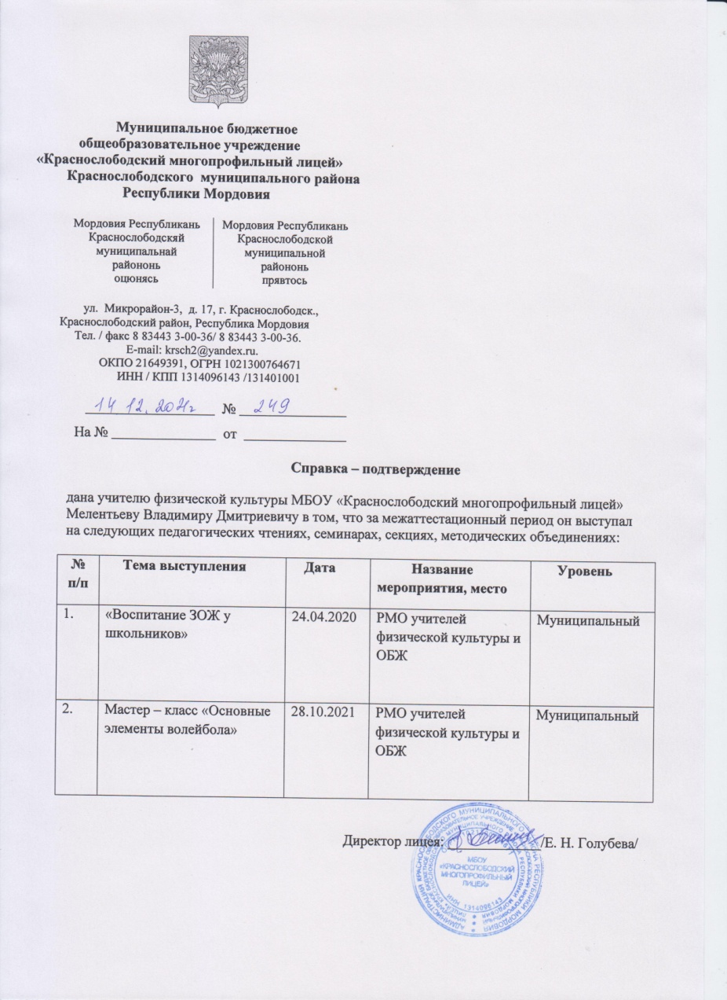 Муниципальное бюджетное
общеобразовательное учреждение
«Краснослободский многопрофильный лицей»
Краснослободского муниципального района
Республики Мордовия
Мордовия Республикань
Краснослободскяй
муниципальнай
районнь
оцюнясь
Мордовия Республикань
Краснослободской
муниципальной
районнь
прявтось
ул. Микрорайон-3, д. 17, г. Краснослободск.,
Краснослободский район, Республика Мордовия
Тел. / факс 8 83443 3-00-36/ 8 83443 3-00-36.
E-mail: krsch2@yandex.ru.
ОКПО 21649391, ОГРН 1021300764671
ИНН / КПП 1314096143 /131401001
14 12. 2021г № 249
На № ______________ от ______________
Справка – подтверждение
дана учителю физической культуры МБОУ «Краснослободский многопрофильный лицей»
Мелентьеву Владимиру Дмитриевичу в том, что за межаттестационный период он выступал
на следующих педагогических чтениях, семинарах, секциях, методических объединениях:
№ п/п
Тема выступления
Дата
Название
мероприятия, место
Уровень
1.
«Воспитание ЗОЖ у
школьников»
24.04.2020
РМО учителей
физической культуры и
ОБЖ
Муниципальный
2.
Мастер – класс «Основные
элементы волейбола»
28.10.2021
РМО учителей
физической культуры и
ОБЖ
Муниципальный
Директор лицея: ____________ /Е. Н. Голубева/
МБОУ
«КРАСНОСЛОБОДСКИЙ
МНОГОПРОФИЛЬНЫЙ
ЛИЦЕЙ»
ИНН 1314096143